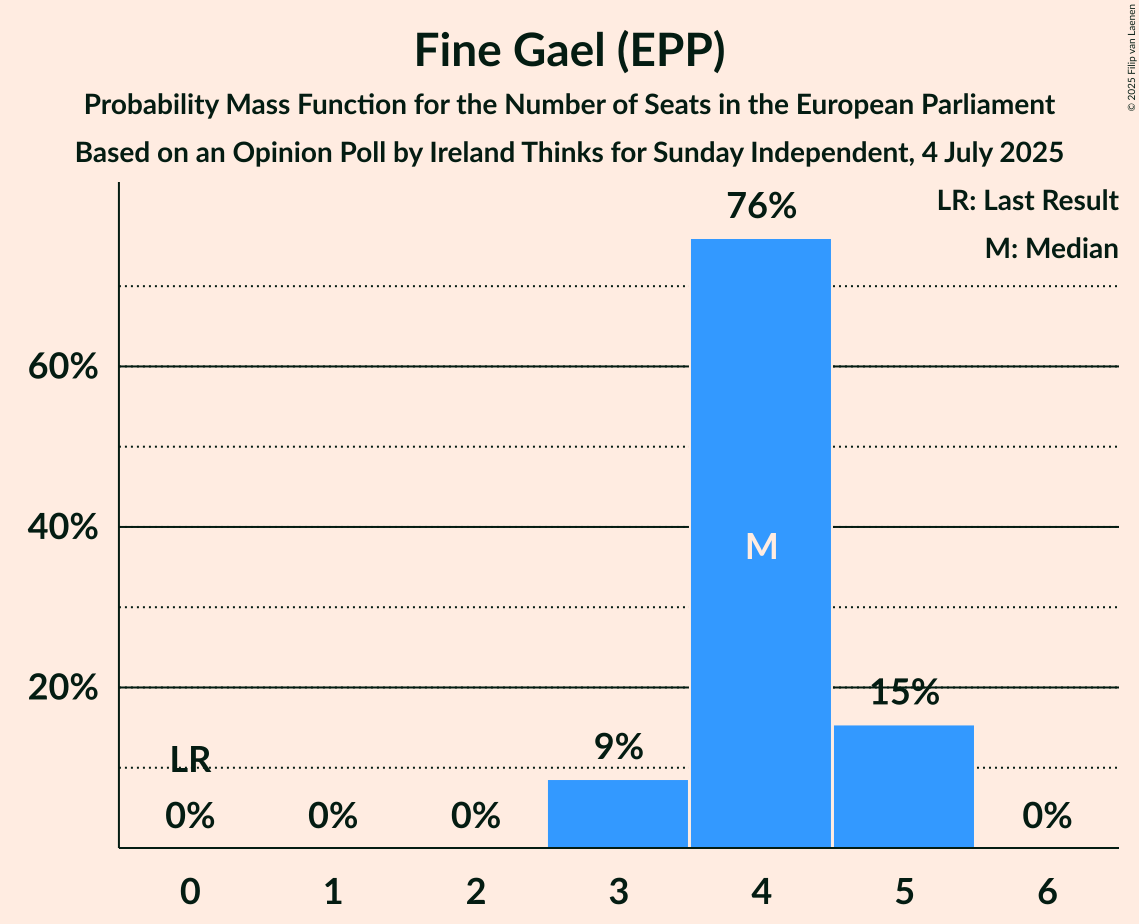 Fine Gael (EPP)
Probability Mass Function for the Number of Seats in the European Parliament
Based on an Opinion Poll by Ireland Thinks for Sunday Independent, 4 July 2025
© 2025 Filip van Laenen
LR: Last Result
M: Median
76%
60%
40%
M
20%
15%
9%
LR
0% 0% 0% 0%
0 1 2 3 4 5 6